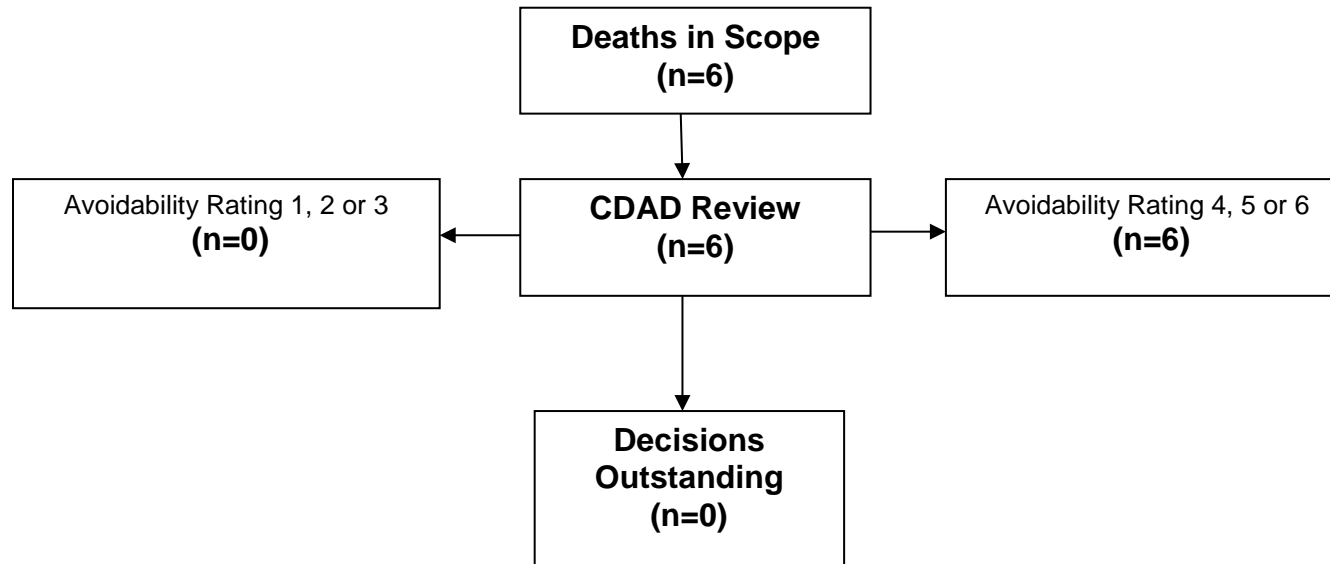 Deaths in Scope
(n=6)
Avoidability Rating 1, 2 or 3
(n=0)
CDAD Review
(n=6)
Avoidability Rating 4, 5 or 6
(n=6)
Decisions
Outstanding
(n=0)